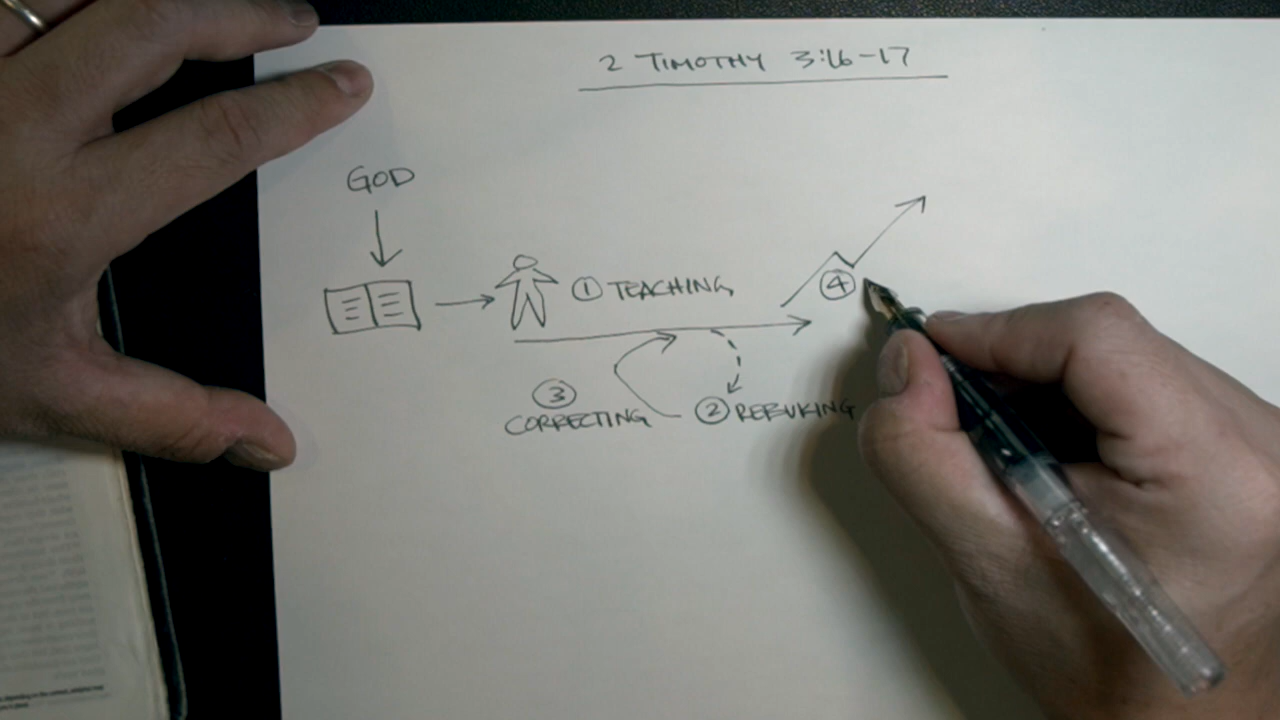 2 TIMOTHY 3:16-17
GOD
① TEACHING
④
③
CORRECTING
② REBUKING